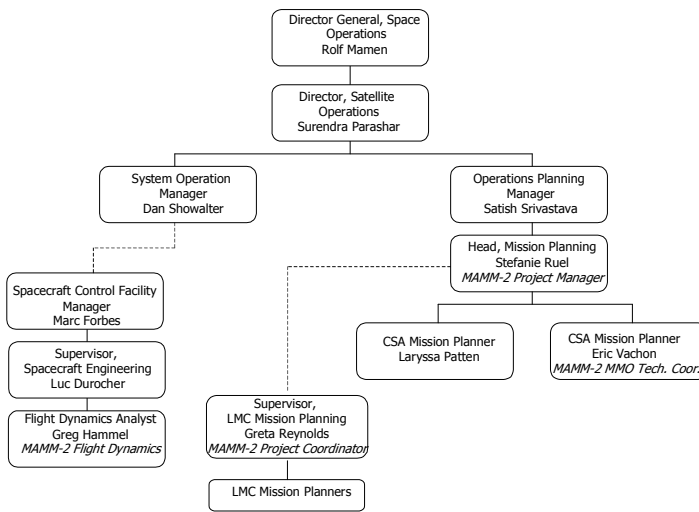 Director General, Space
Operations
Rolf Mamen
Director, Satellite
Operations
Surendra Parashar
System Operation
Manager
Dan Showalter
Operations Planning
Manager
Satish Srivastava
Head, Mission Planning
Stefanie Ruel
MAMM-2 Project Manager
Spacecraft Control Facility
Manager
Marc Forbes
CSA Mission Planner
Laryssa Patten
CSA Mission Planner
Eric Vachon
MAMM-2 MMO Tech. Coor.
Supervisor,
Spacecraft Engineering
Luc Durocher
Flight Dynamics Analyst
Greg Hammel
MAMM-2 Flight Dynamics
Supervisor,
LMC Mission Planning
Greta Reynolds
MAMM-2 Project Coordinator
LMC Mission Planners